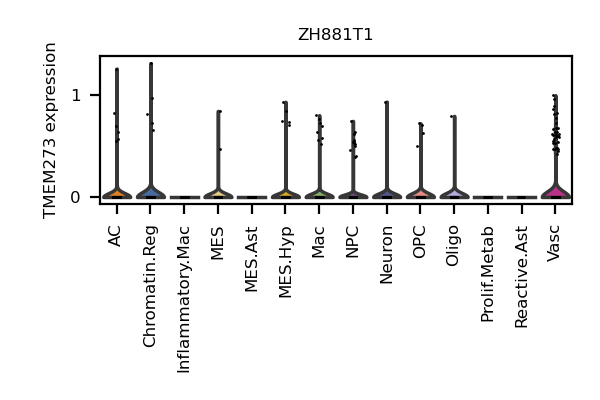 ZH881T1
TMEM273 expression
1
0
AC
Chromatin.Reg
Inflammatory.Mac
MES
MES.Ast
MES.Hyp
Mac
NPC
Neuron
OPC
Oligo
Prolif.Metab
Reactive.Ast
Vasc